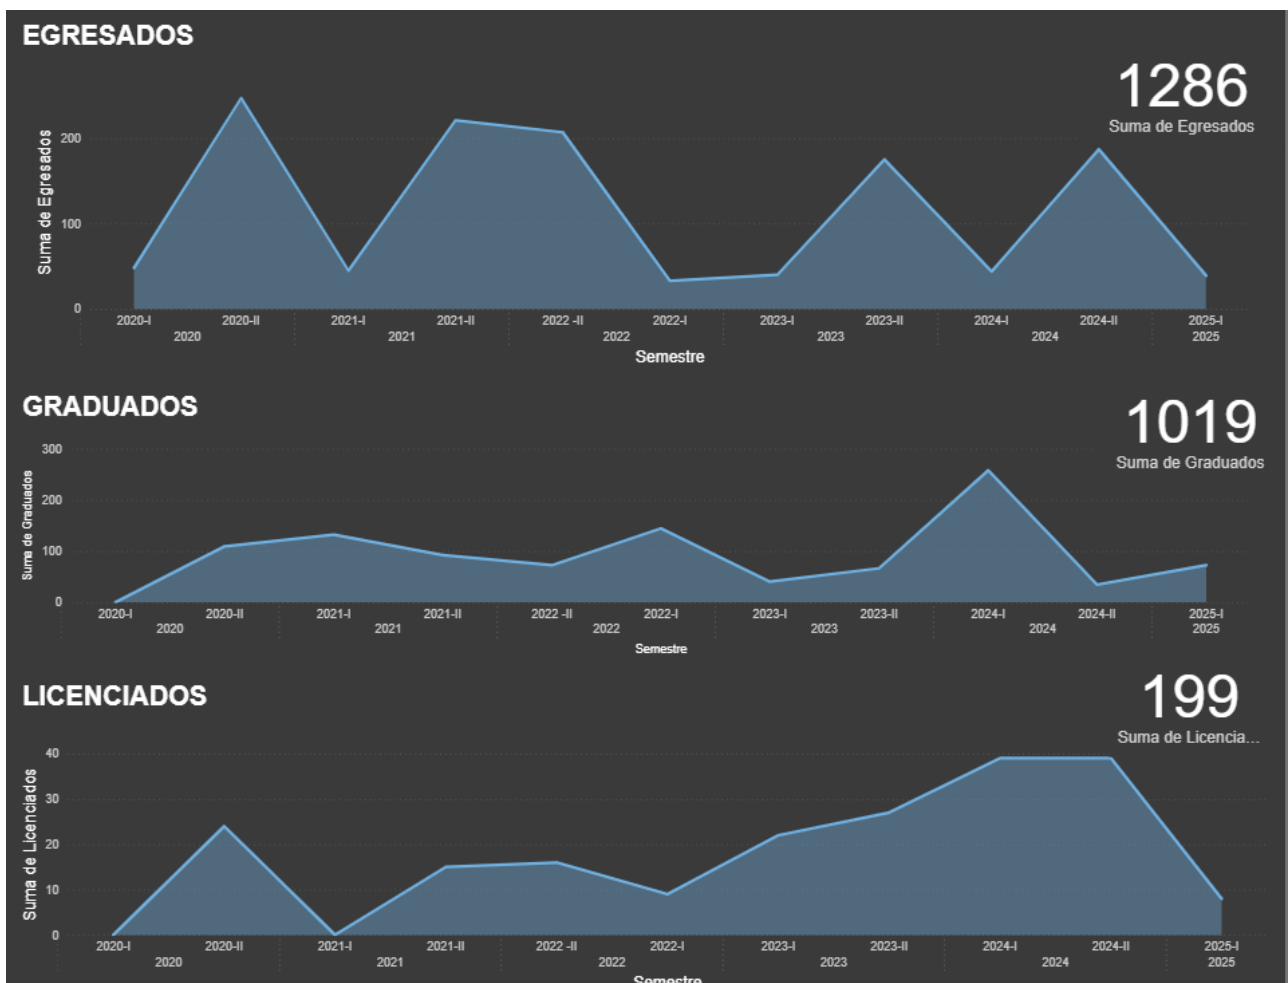 EGRESADOS
1286
Suma de Egresados
Suma de Egresados
200
100
0
2020-I 2020-II 2021-I 2021-II 2022 -II 2022-I 2023-I 2023-II 2024-I 2024-II 2025-I
2020 2021 2022 2023 2024 2025
Semestre
GRADUADOS
1019
Suma de Graduados
Suma de Graduados
300
200
100
0
2020-I 2020-II 2021-I 2021-II 2022 -II 2022-I 2023-I 2023-II 2024-I 2024-II 2025-I
2020 2021 2022 2023 2024 2025
Semestre
LICENCIADOS
199
Suma de Licencia...
Suma de Licenciados
40
30
20
10
0
2020-I 2020-II 2021-I 2021-II 2022 -II 2022-I 2023-I 2023-II 2024-I 2024-II 2025-I
2020 2021 2022 2023 2024 2025
Semestre